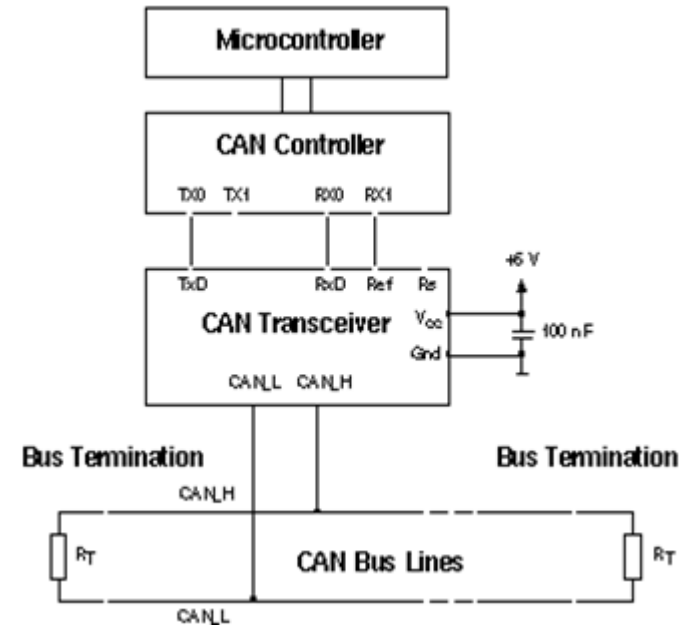 Microcontroller
CAN Controller
TX0 TX1 RX0 RX1
TxD RxD Ref Rs
+5 V
CAN Transceiver
Vcc
100 nF
Gnd
CAN_L CAN_H
Bus Termination
Bus Termination
CAN_H
RT
CAN Bus Lines
RT
CAN_L